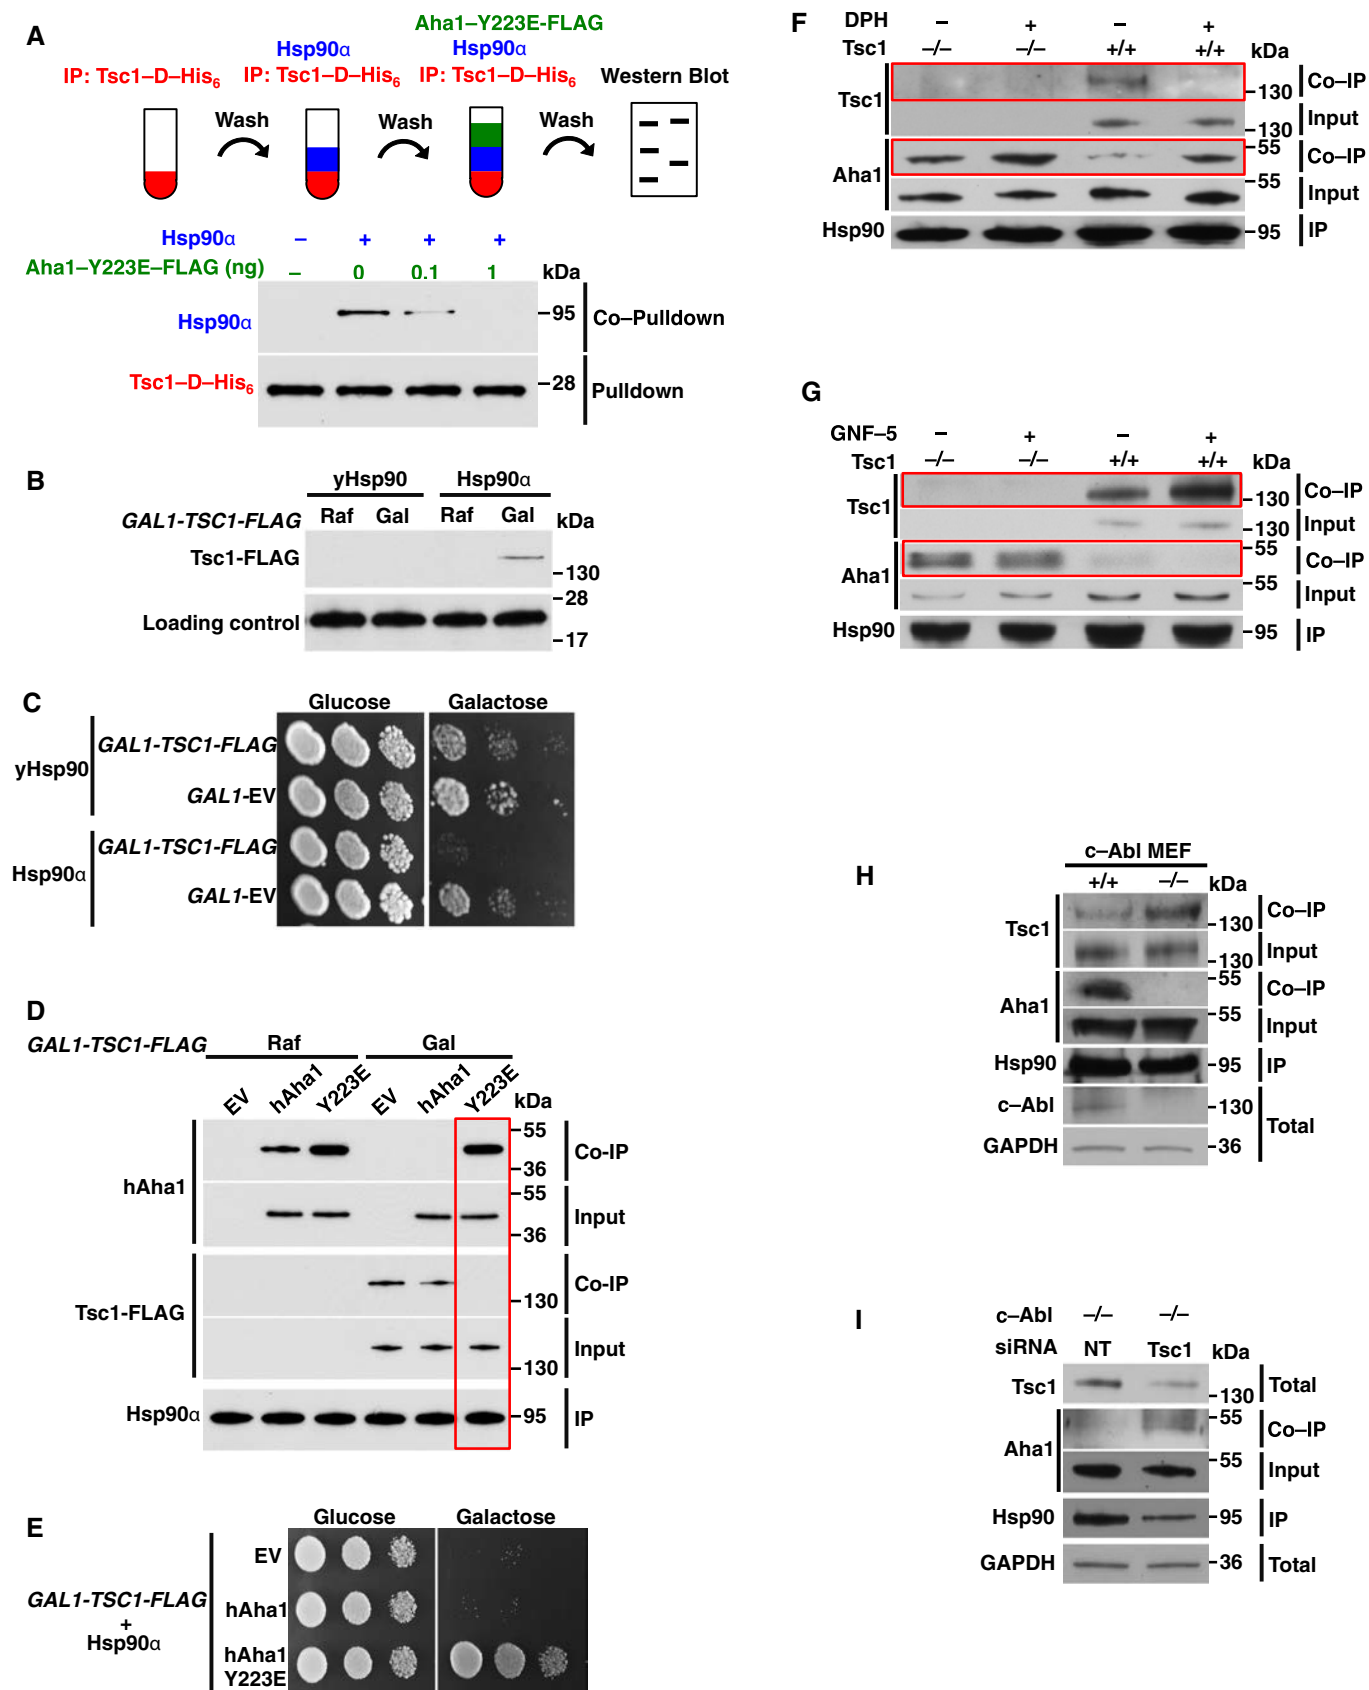 A
Aha1–Y223E-FLAG
Hsp90α Hsp90α
IP: Tsc1–D–His6 IP: Tsc1–D–His6 IP: Tsc1–D–His6 Western Blot
Wash Wash Wash
Hsp90α – + + +
Aha1–Y223E–FLAG (ng) – 0 0.1 1 kDa
Hsp90α 95 Co–Pulldown
Tsc1–D–His6 28 Pulldown
B
yHsp90 Hsp90α
GAL1-TSC1-FLAG Raf Gal Raf Gal kDa
Tsc1-FLAG 130
28
Loading control
17
C
Glucose Galactose
yHsp90 GAL1-TSC1-FLAG
GAL1-EV
Hsp90α GAL1-TSC1-FLAG
GAL1-EV
D
GAL1-TSC1-FLAG Raf Gal
EV hAha1 Y223E EV hAha1 Y223E kDa
hAha1 55 Co-IP
36
55 Input
36
Tsc1-FLAG Co-IP
130
Input
130
Hsp90α 95 IP
E
Glucose Galactose
GAL1-TSC1-FLAG
+
Hsp90α
EV
hAha1
hAha1
Y223E
F
DPH – + – +
Tsc1 –/– –/– +/+ +/+ kDa
Tsc1 130 Co–IP
130 Input
Aha1 55 Co–IP
55 Input
Hsp90 95 IP
G
GNF–5 – + – +
Tsc1 –/– –/– +/+ +/+ kDa
Tsc1 130 Co–IP
130 Input
Aha1 55 Co–IP
55 Input
Hsp90 95 IP
H
c–Abl MEF
+/+ –/– kDa
Tsc1 130 Co–IP
130 Input
Aha1 55 Co–IP
55 Input
Hsp90 95 IP
c–Abl 130 Total
GAPDH 36
I
c–Abl –/– –/–
siRNA NT Tsc1 kDa
Tsc1 130 Total
Aha1 55 Co–IP
55 Input
Hsp90 95 IP
GAPDH 36 Total